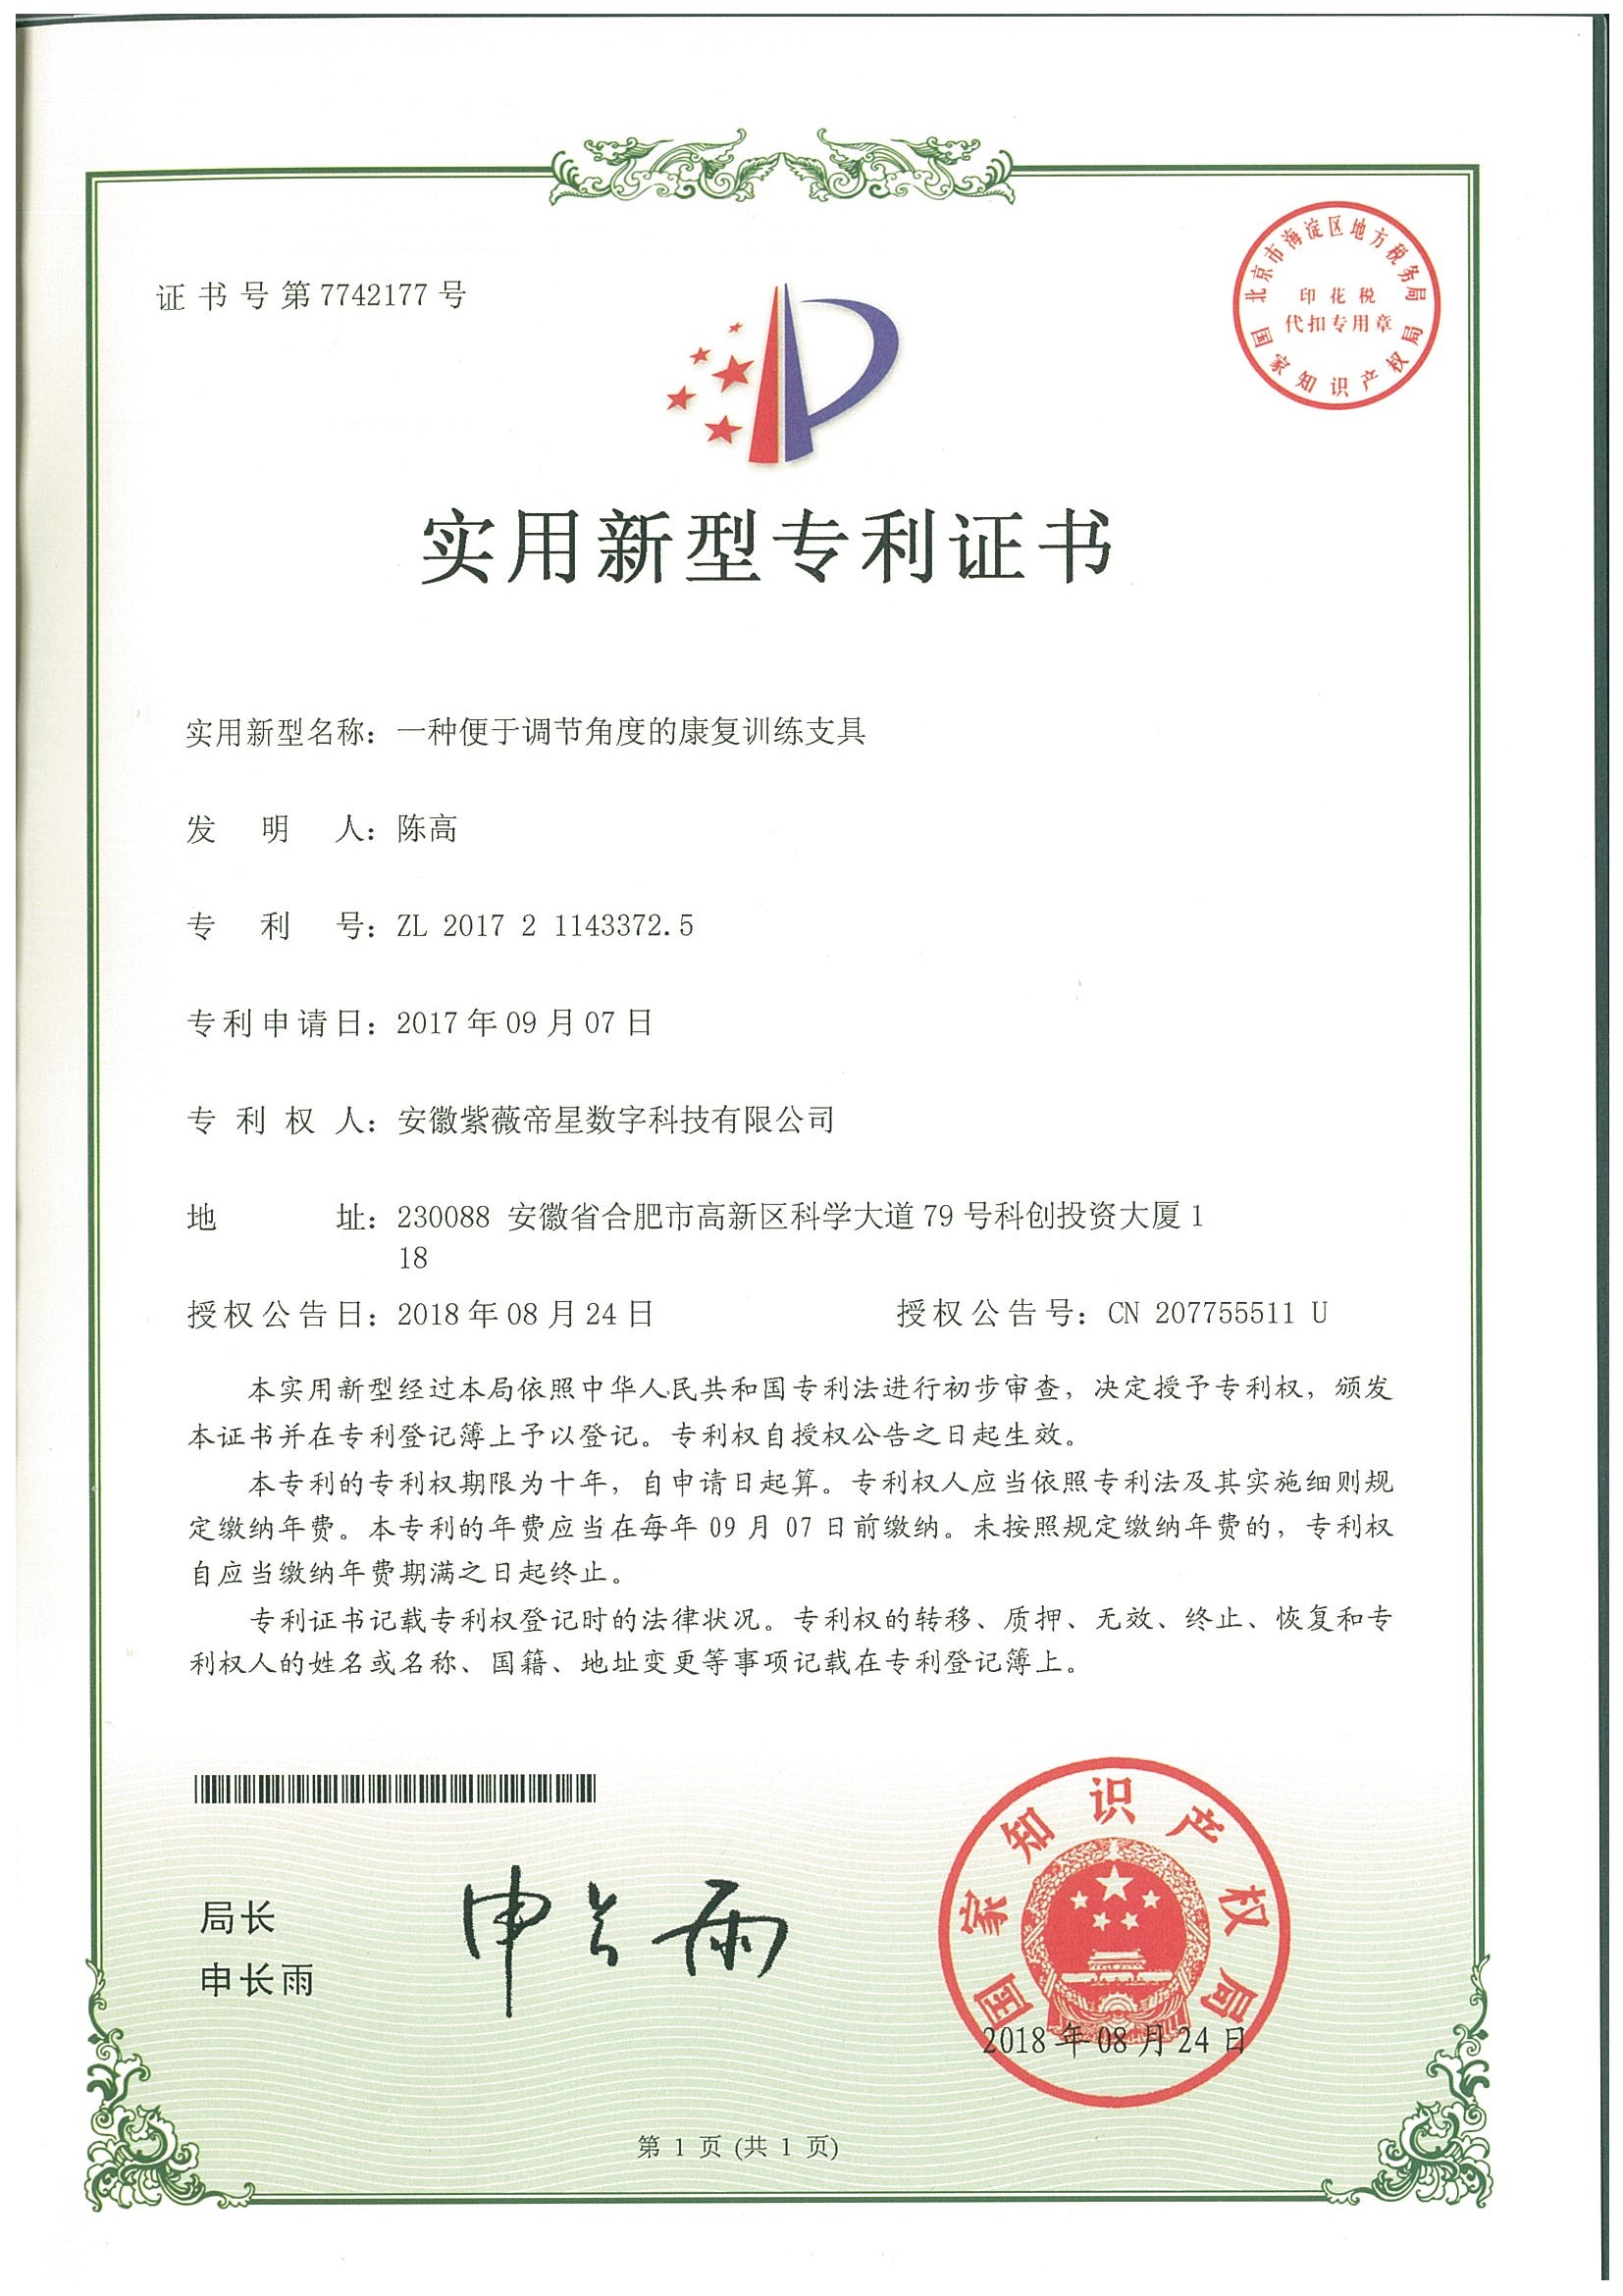 证书号第7742177号
北京市海淀区地方税务局
印花税
代扣专用章
国家知识产权局
实用新型专利证书
实用新型名称：一种便于调节角度的康复训练支具
发明人：陈高
专利号：ZL 2017 2 1143372.5
专利申请日：2017年09月07日
专利权人：安徽紫薇帝星数字科技有限公司
地址：230088 安徽省合肥市高新区科学大道79号科创投资大厦1
18
授权公告日：2018年08月24日 授权公告号：CN 207755511 U
本实用新型经过本局依照中华人民共和国专利法进行初步审查，决定授予专利权，颁发
本证书并在专利登记簿上予以登记。专利权自授权公告之日起生效。
本专利的专利权期限为十年，自申请日起算。专利权人应当依照专利法及其实施细则规
定缴纳年费。本专利的年费应当在每年09月07日前缴纳。未按照规定缴纳年费的，专利权
自应当缴纳年费期满之日起终止。
专利证书记载专利权登记时的法律状况。专利权的转移、质押、无效、终止、恢复和专
利权人的姓名或名称、国籍、地址变更等事项记载在专利登记簿上。
局长
申长雨
申长雨
国家知识产权局
2018年08月24日
第1页(共1页)